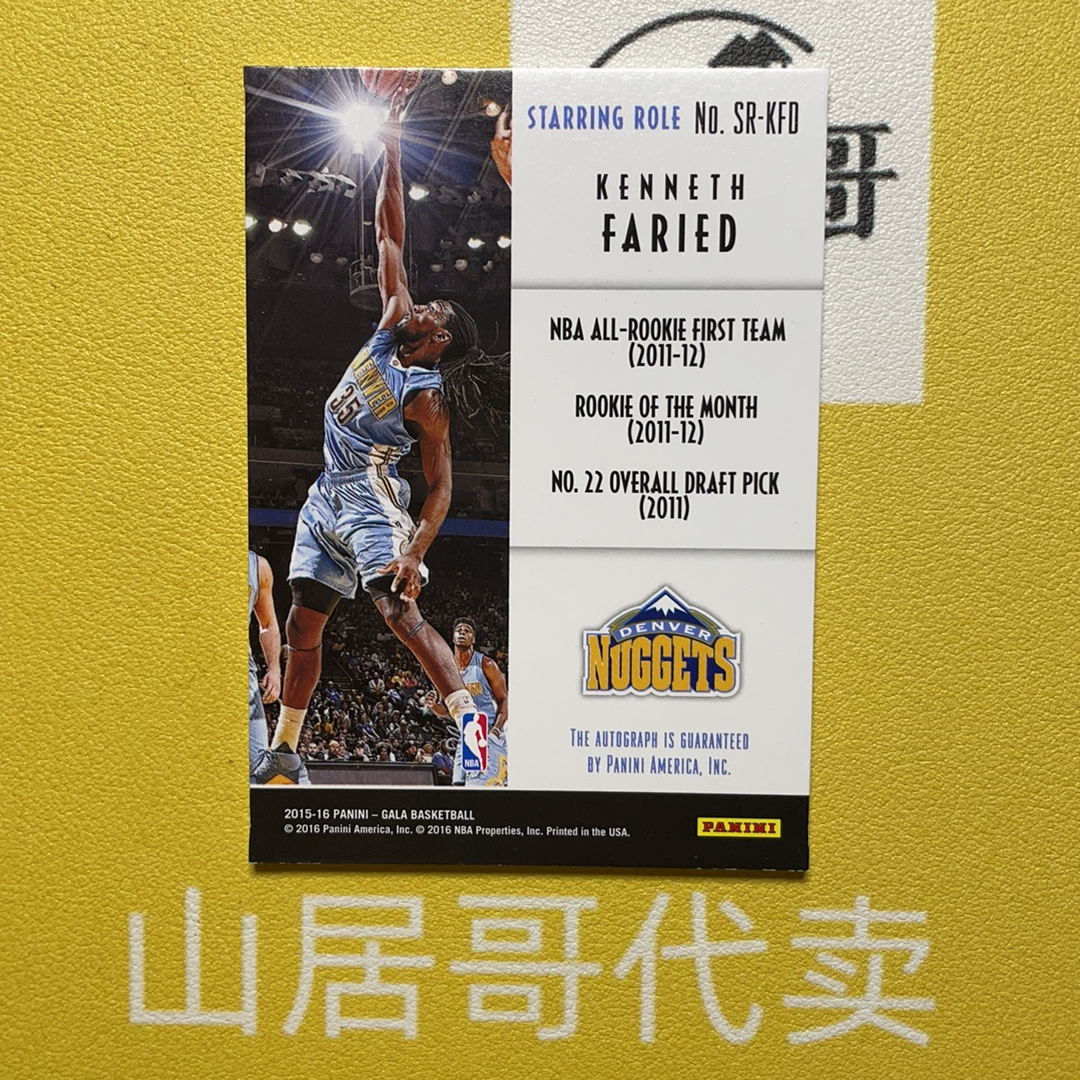 STARRING ROLE No. SR-KFD
KENNETH
FARIED
NBA ALL-ROOKIE FIRST TEAM
(2011-12)
ROOKIE OF THE MONTH
(2011-12)
NO. 22 OVERALL DRAFT PICK
(2011)
DENVER
NUGGETS
THE AUTOGRAPH IS GUARANTEED
BY PANINI AMERICA, INC.
35
NBA
2015-16 PANINI – GALA BASKETBALL
© 2016 Panini America, Inc. © 2016 NBA Properties, Inc. Printed in the USA.
PANINI
哥
山居哥代卖